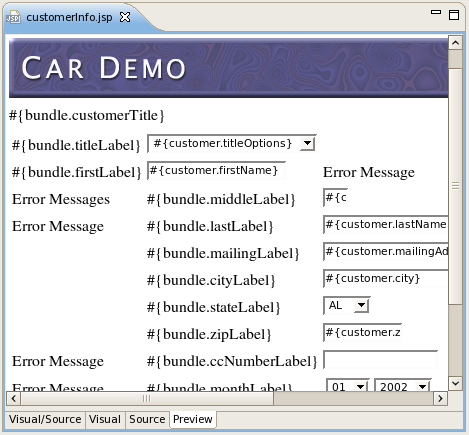 customerInfo.jsp
CAR DEMO
#{bundle.customerTitle}
#{bundle.titleLabel} #{customer.titleOptions}
#{bundle.firstLabel} #{customer.firstName} Error Message
Error Messages #{bundle.middleLabel} #{c
Error Message #{bundle.lastLabel} #{customer.lastName
#{bundle.mailingLabel} #{customer.mailingAd
#{bundle.cityLabel} #{customer.city}
#{bundle.stateLabel} AL
#{bundle.zipLabel} #{customer.z
Error Message #{bundle.ccNumberLabel}
Error Message #{bundle.monthLabel} 01 2002
Visual/Source Visual Source Preview